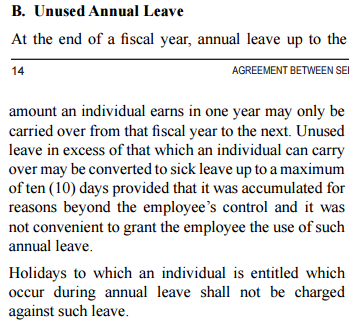 B. Unused Annual Leave
At the end of a fiscal year, annual leave up to the
14
AGREEMENT BETWEEN
amount an individual earns in one year may only be
carried over from that fiscal year to the next. Unused
leave in excess of that which an individual can carry
over may be converted to sick leave up to a maximum
of ten (10) days provided that it was accumulated for
reasons beyond the employee’s control and it was
not convenient to grant the employee the use of such
annual leave.
Holidays to which an individual is entitled which
occur during annual leave shall not be charged
against such leave.